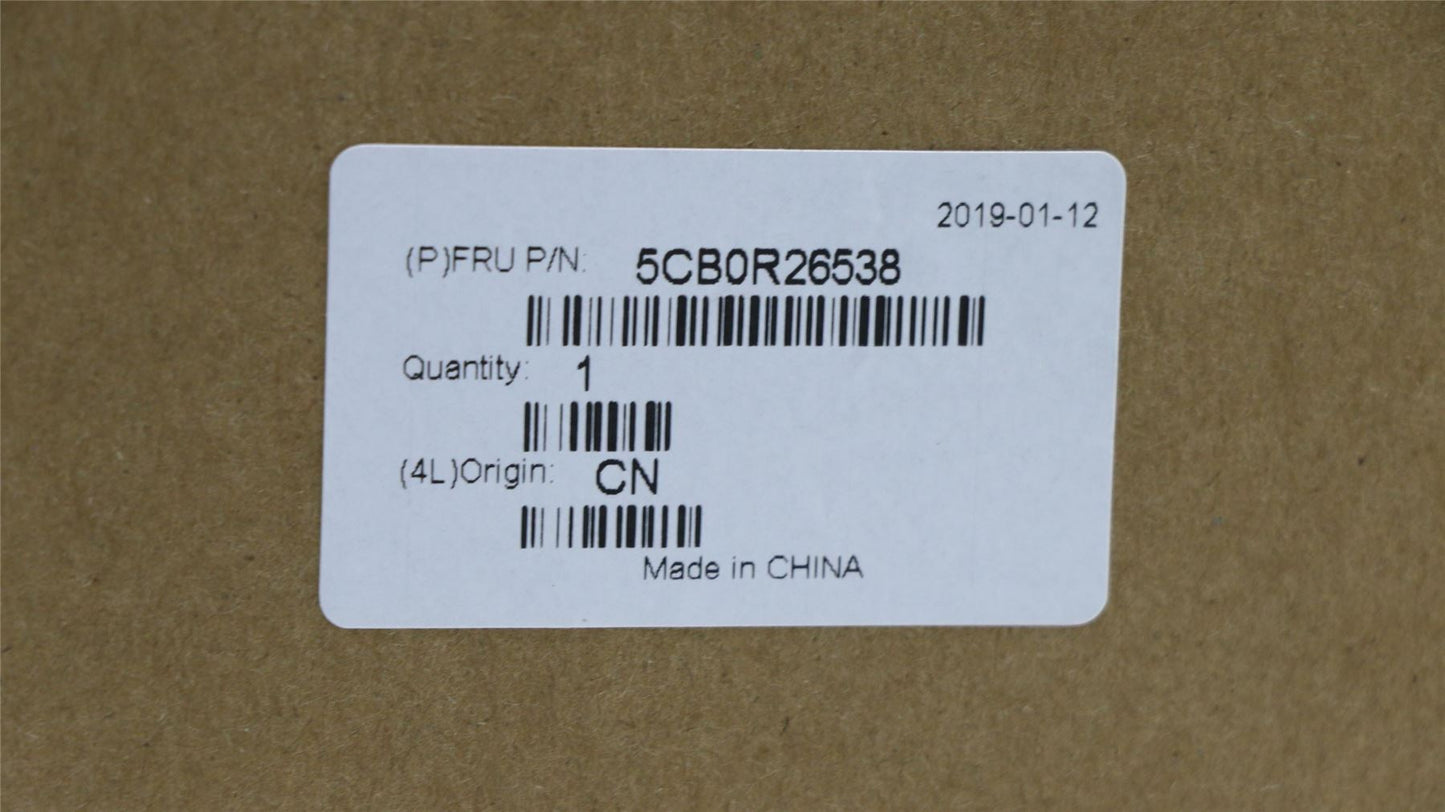 2019-01-12
(P)FRU P/N: 5CB0R26538
Quantity: 1
(4L)Origin: CN
Made in CHINA